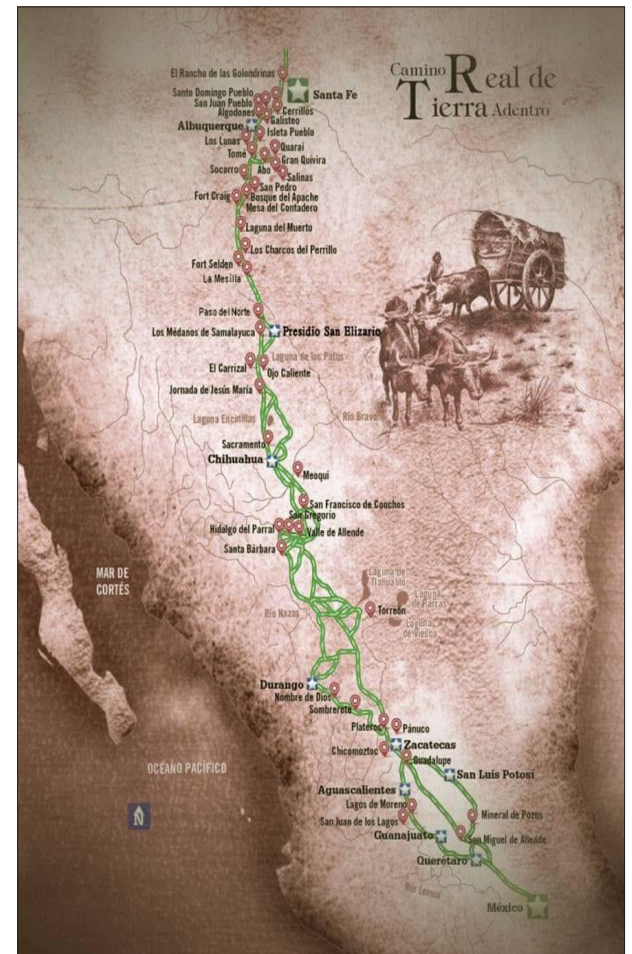 Camino Real de
Tierra Adentro
El Rancho de las Golondrinas
Santa Fe
Santo Domingo Pueblo
San Juan Pueblo
Cerrillos
Algodones
Galisteo
Albuquerque
Isleta Pueblo
Los Lunas
Quarai
Tomé
Gran Quivira
Socorro
Abo
Salinas
San Pedro
Fort Craig
Bosque del Apache
Mesa del Contadero
Laguna del Muerto
Los Charcos del Perrillo
Fort Selden
La Mesilla
Paso del Norte
Los Médanos de Samalayuca
Presidio San Elizario
Laguna de los Patos
El Carrizal
Ojo Caliente
Jornada de Jesús María
Laguna Encinillas
Río Bravo
Sacramento
Chihuahua
Meoqui
San Francisco de Conchos
San Gregorio
Hidalgo del Parral
Valle de Allende
Santa Bárbara
MAR DE
CORTÉS
Laguna de
Tlahualilo
Laguna
de Parras
Río Nazas
Torreón
Laguna
de Viesca
Durango
Nombre de Dios
Sombrerete
Plateros
Pánuco
Zacatecas
Chicomoztoc
Guadalupe
OCEANO PACÍFICO
San Luis Potosí
Aguascalientes
Lagos de Moreno
San Juan de los Lagos
Mineral de Pozos
Guanajuato
San Miguel de Allende
Querétaro
Río Lerma
México
N